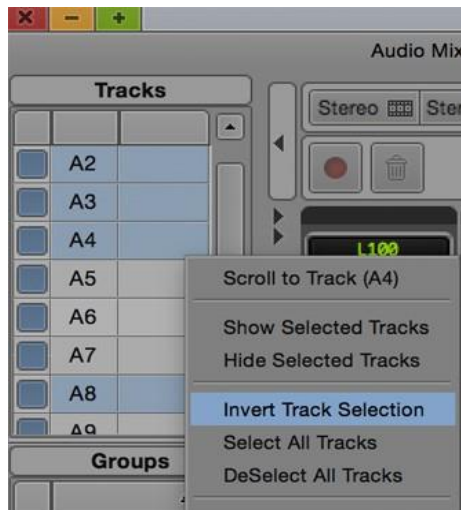 Audio Mix
Tracks
Stereo Ster
A2
A3
A4
L100
A5
A6
A7
A8
A9
Scroll to Track (A4)
Show Selected Tracks
Hide Selected Tracks
Invert Track Selection
Select All Tracks
DeSelect All Tracks
Groups